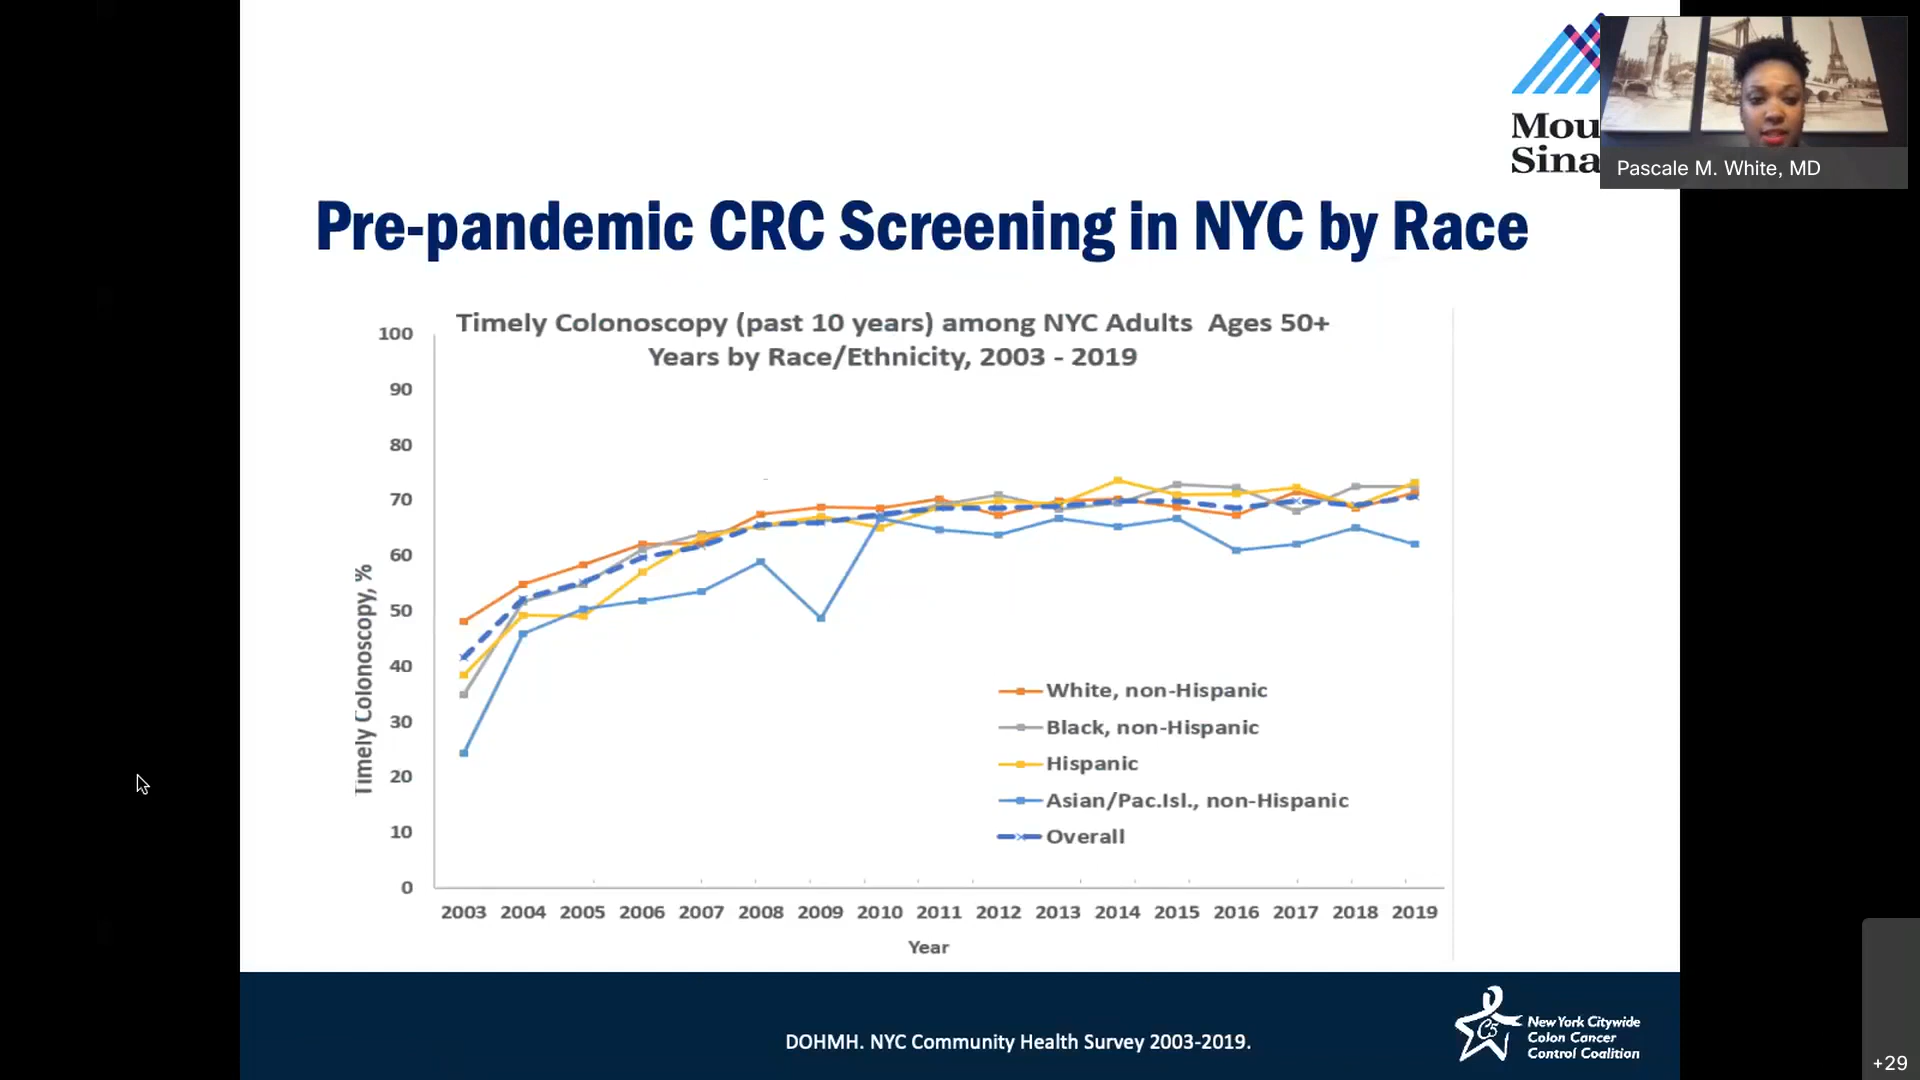 Mou
Sina
Pascale M. White, MD
Pre-pandemic CRC Screening in NYC by Race
Timely Colonoscopy (past 10 years) among NYC Adults Ages 50+
Years by Race/Ethnicity, 2003 - 2019
100
90
80
70
60
50
40
30
20
10
0
Timely Colonoscopy, %
White, non-Hispanic
Black, non-Hispanic
Hispanic
Asian/Pac.Isl., non-Hispanic
Overall
2003 2004 2005 2006 2007 2008 2009 2010 2011 2012 2013 2014 2015 2016 2017 2018 2019
Year
DOHMH. NYC Community Health Survey 2003-2019.
C5
New York Citywide
Colon Cancer
Control Coalition
+29